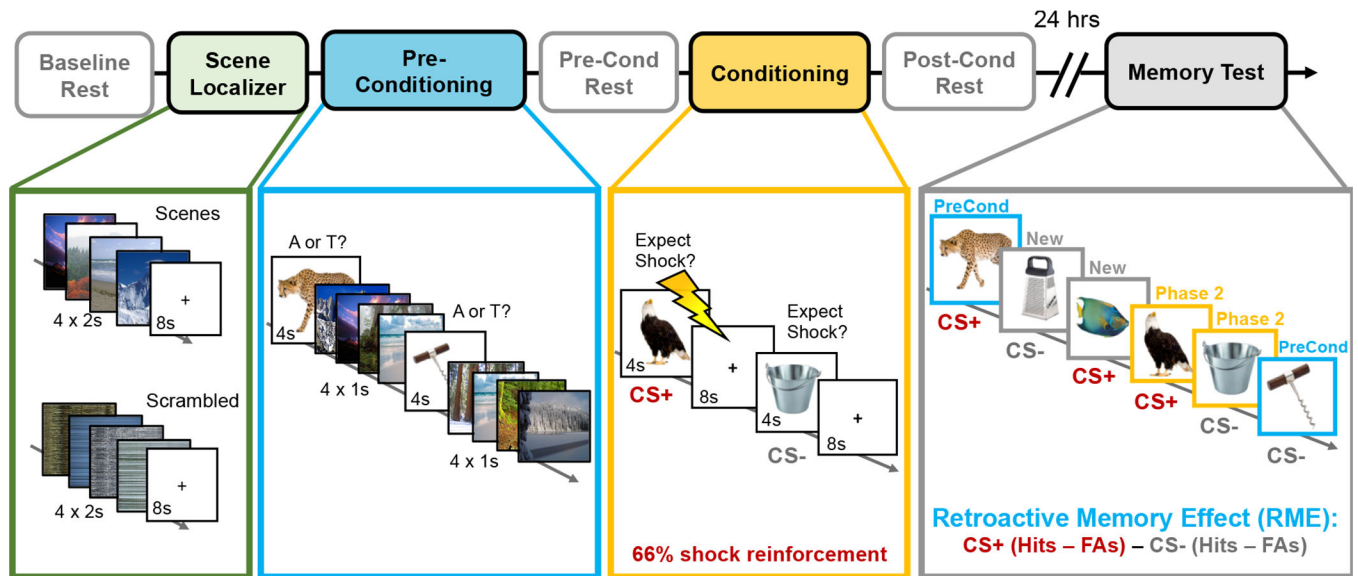 24 hrs
Baseline
Rest
Scene
Localizer
Pre-
Conditioning
Pre-Cond
Rest
Conditioning
Post-Cond
Rest
Memory Test
Scenes
+
4 x 2s
8s
Scrambled
+
4 x 2s
8s
A or T?
4s
A or T?
4 x 1s
4s
4 x 1s
Expect
Shock?
4s
CS+
+
8s
Expect
Shock?
4s
CS-
+
8s
66% shock reinforcement
PreCond
CS+
New
CS-
New
CS+
Phase 2
CS+
Phase 2
CS-
PreCond
CS-
Retroactive Memory Effect (RME):
CS+ (Hits – FAs) – CS- (Hits – FAs)